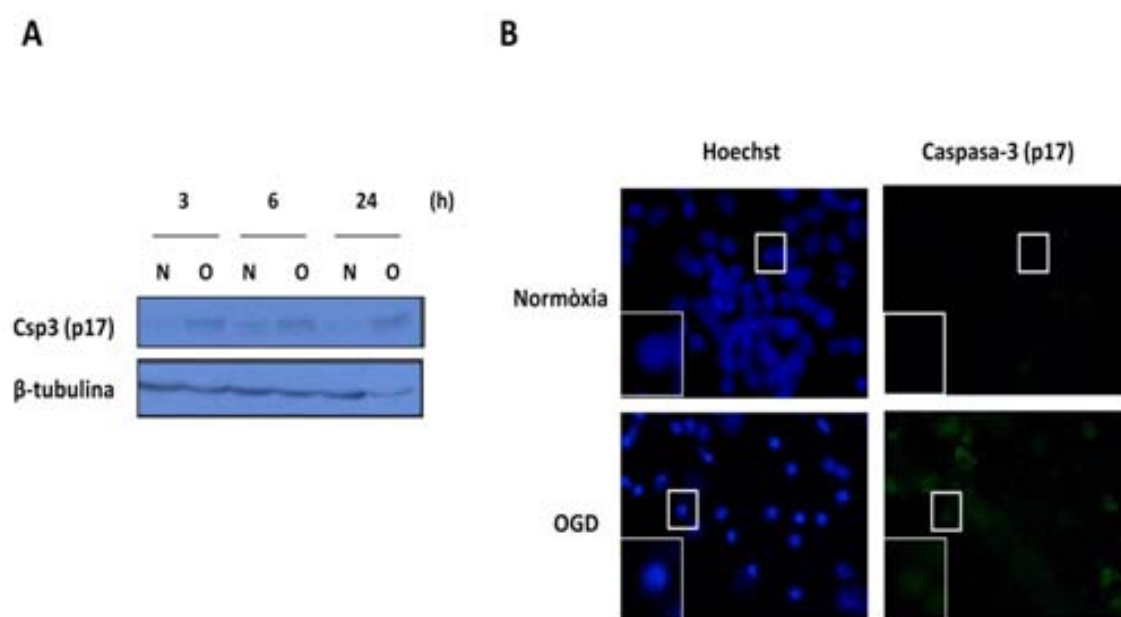 A
B
Hoechst
Caspasa-3 (p17)
3 6 24 (h)
N O N O N O
Csp3 (p17)
β-tubulina
Normòxia
OGD